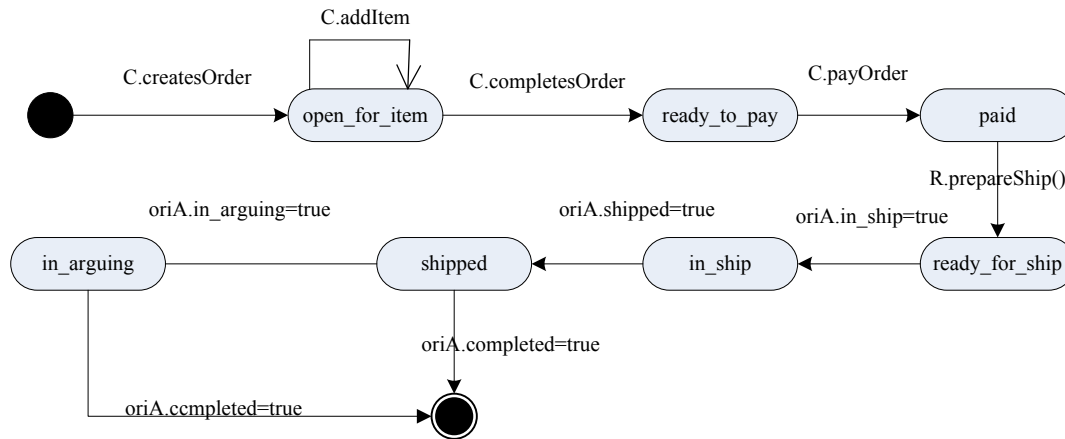 C.addItem
C.createsOrder
C.completesOrder
C.payOrder
open_for_item
ready_to_pay
paid
R.prepareShip()
oriA.in_arguing=true
oriA.shipped=true
oriA.in_ship=true
in_arguing
shipped
in_ship
ready_for_ship
oriA.completed=true
oriA.ccmpleted=true